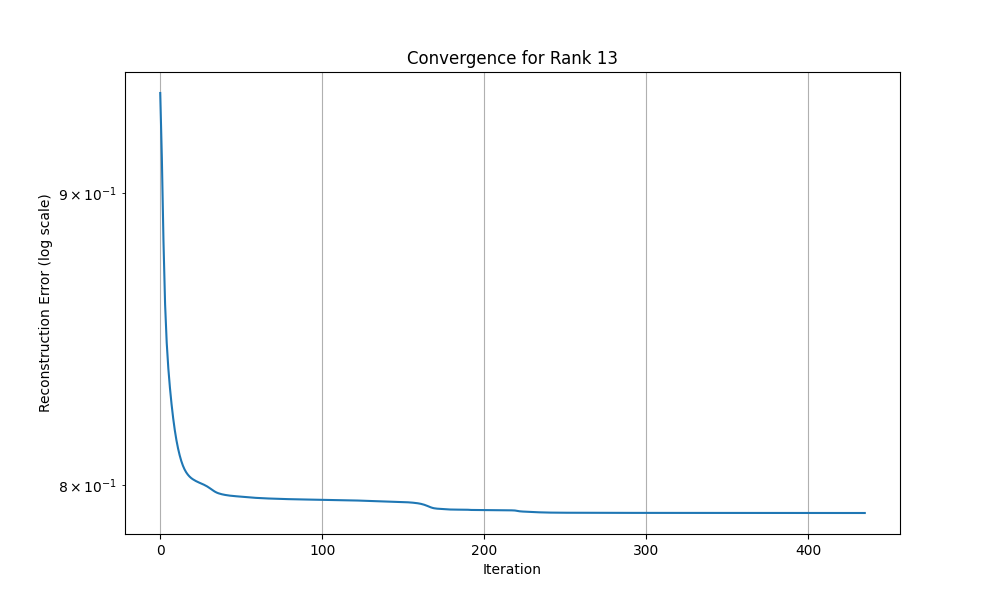 Convergence for Rank 13
Reconstruction Error (log scale)
9 × 10⁻¹
8 × 10⁻¹
0 100 200 300 400
Iteration